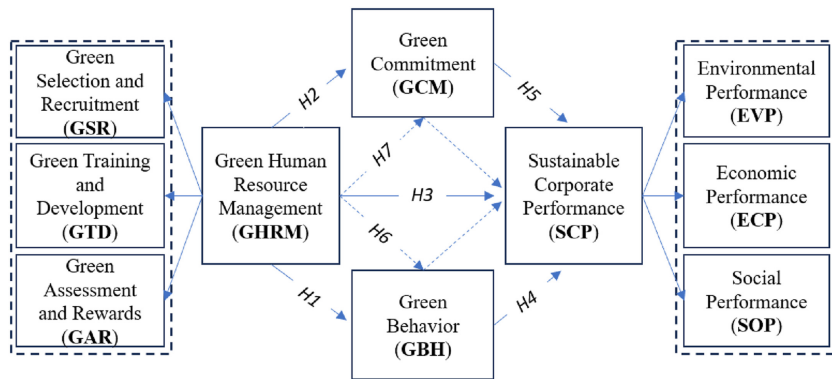 Green
Selection and
Recruitment
(GSR)
Green Training
and
Development
(GTD)
Green
Assessment
and Rewards
(GAR)
Green Human
Resource
Management
(GHRM)
H2
H7
H3
H6
H1
Green
Commitment
(GCM)
Green
Behavior
(GBH)
H5
H4
Sustainable
Corporate
Performance
(SCP)
Environmental
Performance
(EVP)
Economic
Performance
(ECP)
Social
Performance
(SOP)